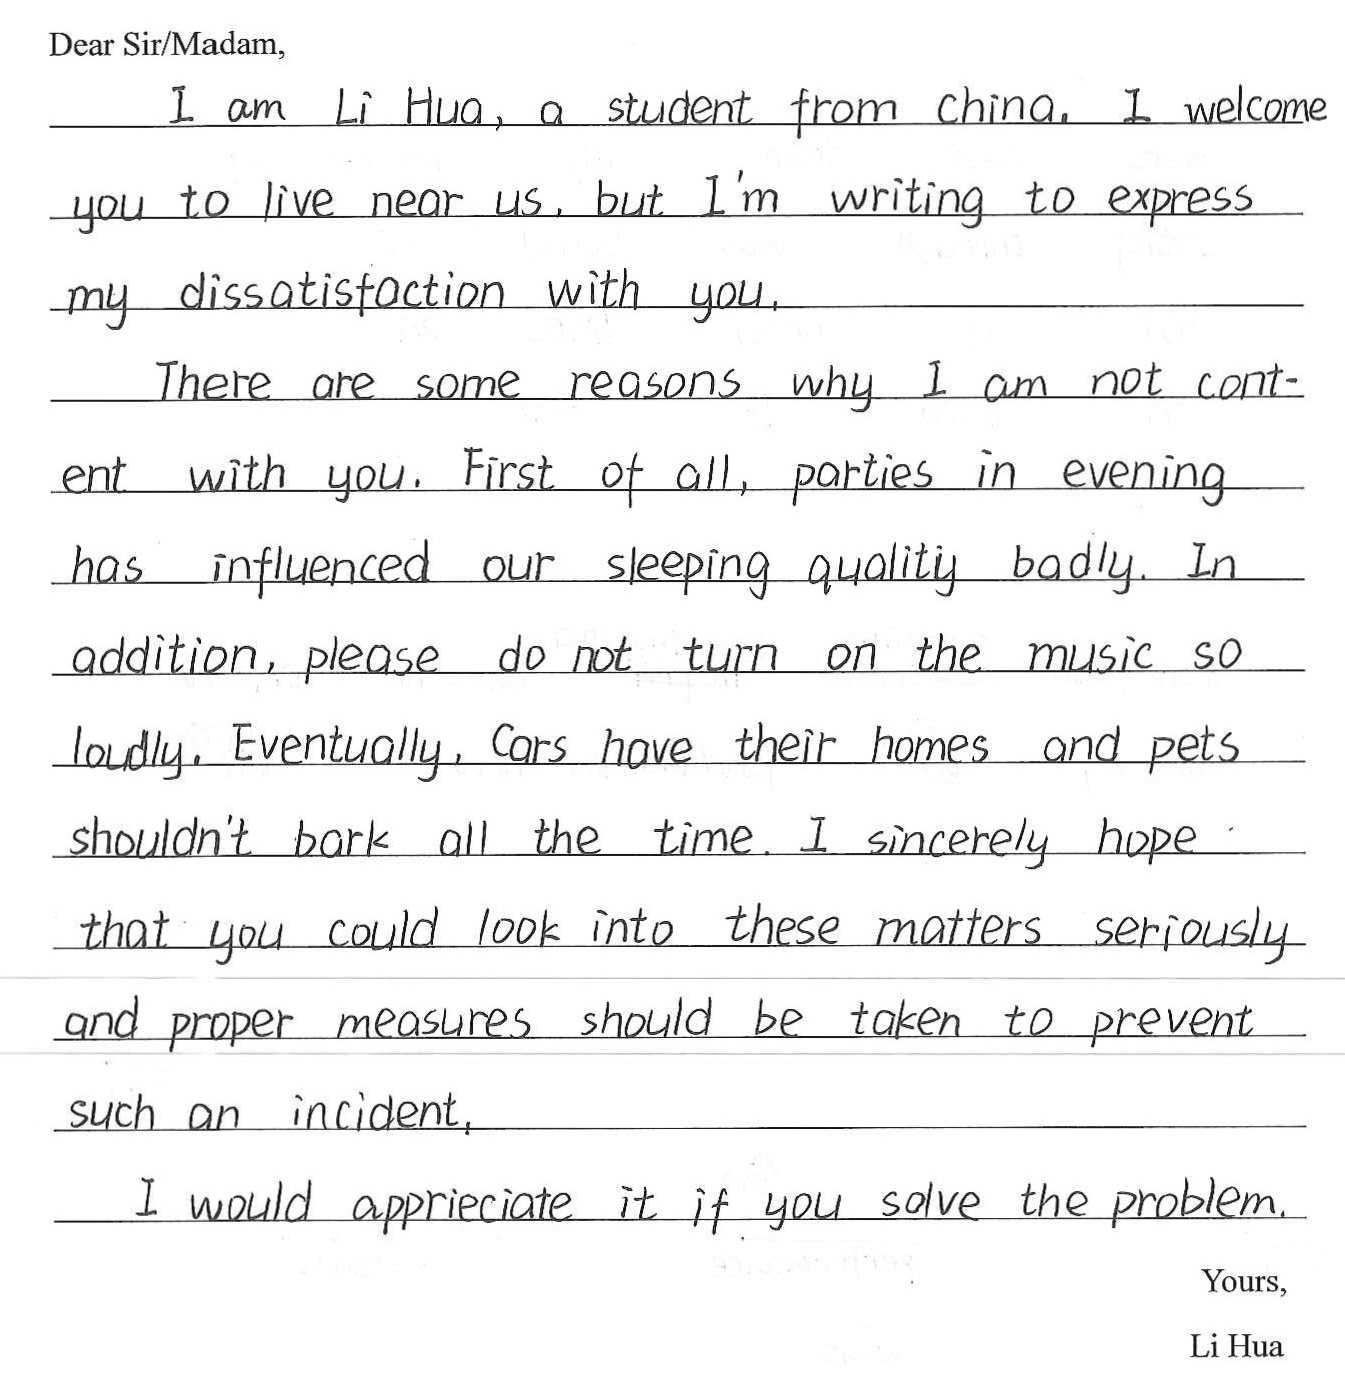 Dear Sir/Madam,
I am Li Hua, a student from China. I welcome
you to live near us, but I'm writing to express
my dissatisfaction with you.
There are some reasons why I am not cont-
ent with you. First of all, parties in evening
has influenced our sleeping qualitiy badly. In
addition, please do not turn on the music so
loudly. Eventually, Cars have their homes and pets
shouldn't bark all the time. I sincerely hope
that you could look into these matters seriously
and proper measures should be taken to prevent
such an incident.
I would apprieciate it if you solve the problem.
Yours,
Li Hua